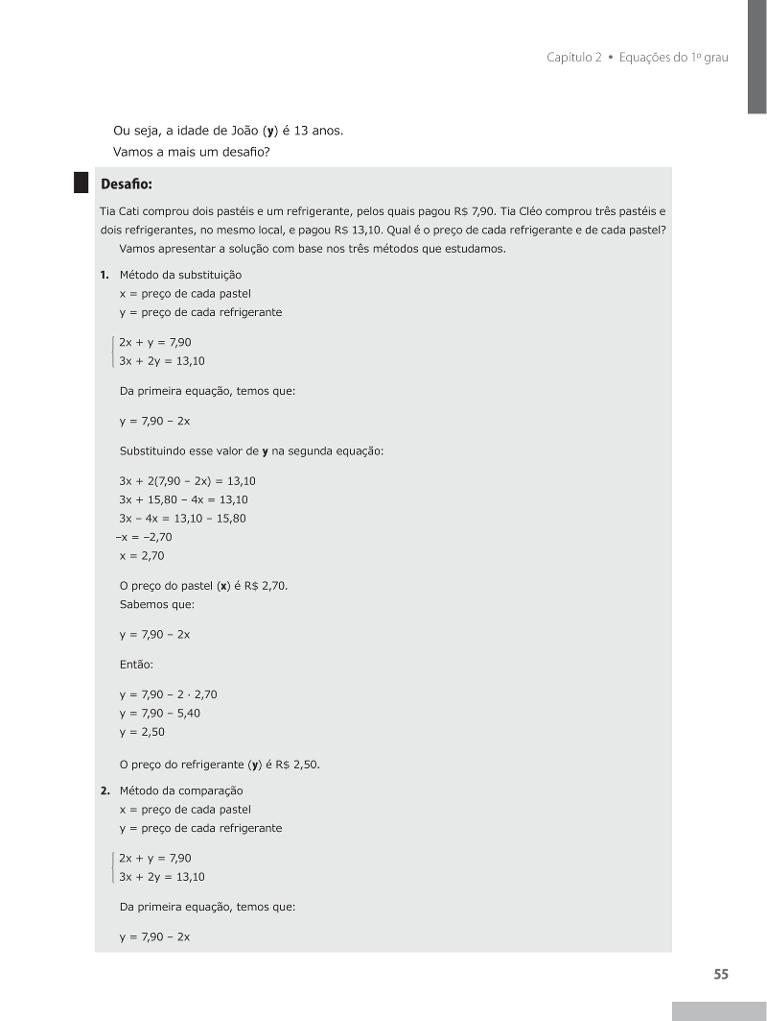 Capítulo 2 • Equações do 1º grau
Ou seja, a idade de João (y) é 13 anos.
Vamos a mais um desafio?
Desafio:
Tia Cati comprou dois pastéis e um refrigerante, pelos quais pagou R$ 7,90. Tia Cléo comprou três pastéis e
dois refrigerantes, no mesmo local, e pagou R$ 13,10. Qual é o preço de cada refrigerante e de cada pastel?
Vamos apresentar a solução com base nos três métodos que estudamos.
1. Método da substituição
x = preço de cada pastel
y = preço de cada refrigerante
2x + y = 7,90
3x + 2y = 13,10
Da primeira equação, temos que:
y = 7,90 – 2x
Substituindo esse valor de y na segunda equação:
3x + 2(7,90 – 2x) = 13,10
3x + 15,80 – 4x = 13,10
3x – 4x = 13,10 – 15,80
–x = –2,70
x = 2,70
O preço do pastel (x) é R$ 2,70.
Sabemos que:
y = 7,90 – 2x
Então:
y = 7,90 – 2 · 2,70
y = 7,90 – 5,40
y = 2,50
O preço do refrigerante (y) é R$ 2,50.
2. Método da comparação
x = preço de cada pastel
y = preço de cada refrigerante
2x + y = 7,90
3x + 2y = 13,10
Da primeira equação, temos que:
y = 7,90 – 2x
55